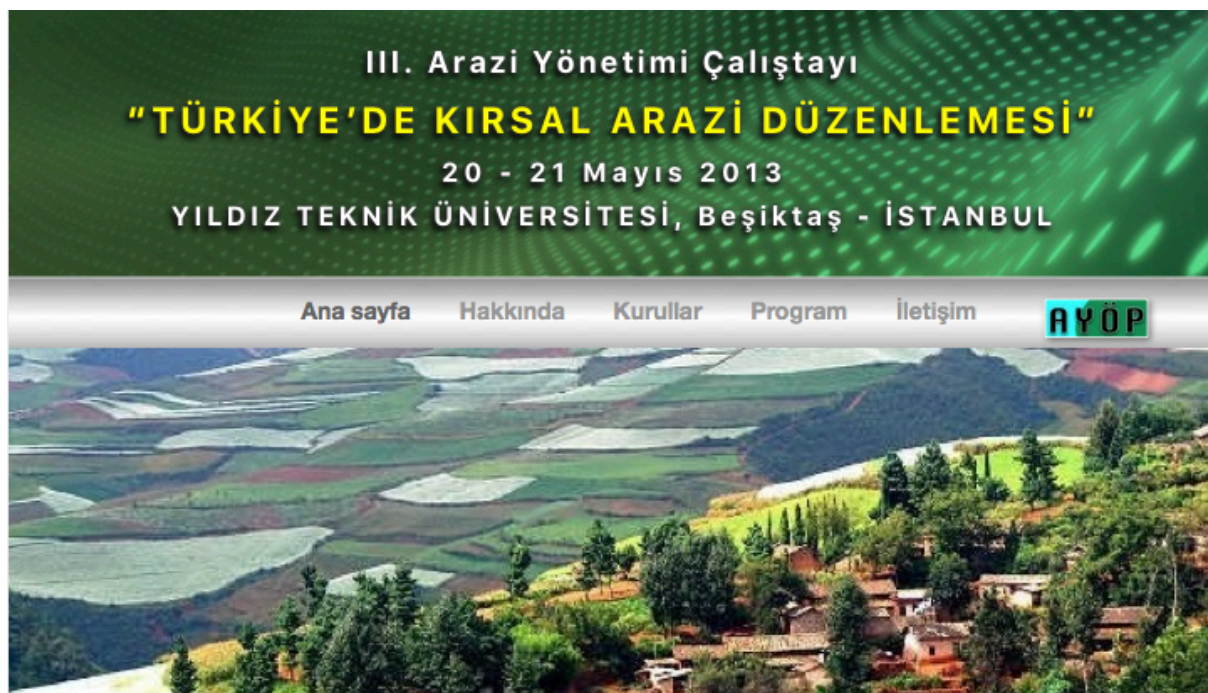 III. Arazi Yönetimi Çalıştayı
“TÜRKİYE’DE KIRSAL ARAZİ DÜZENLEMESİ”
20 - 21 Mayıs 2013
YILDIZ TEKNİK ÜNİVERSİTESİ, Beşiktaş - İSTANBUL
Ana sayfa Hakkında Kurullar Program İletişim AYÖP